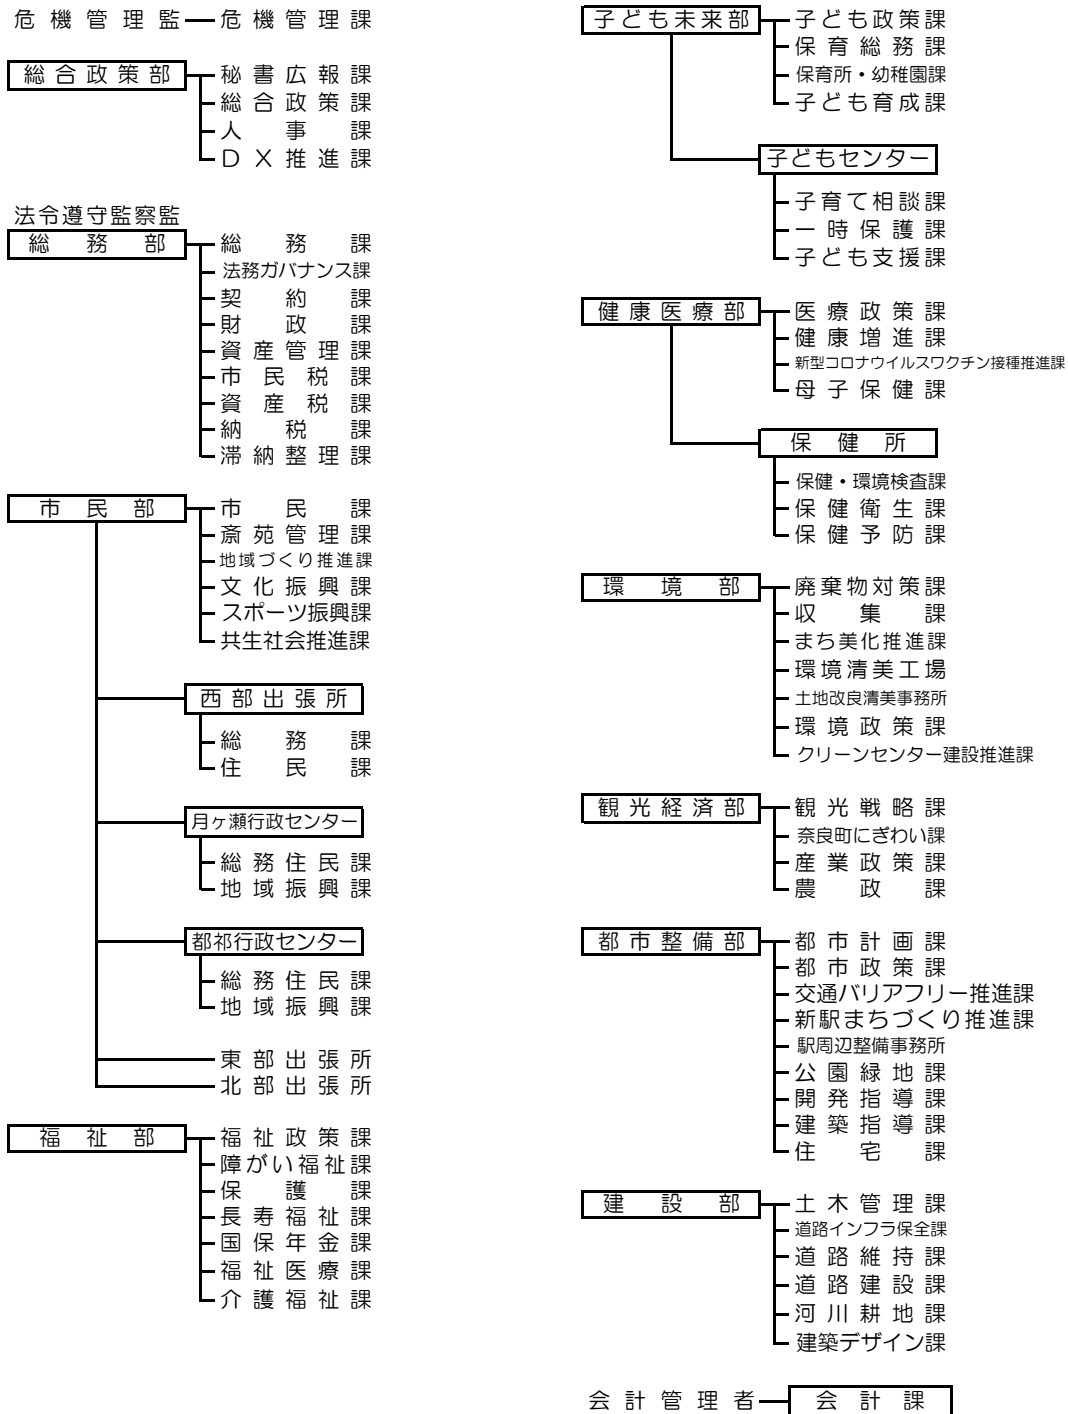 危機管理監 危機管理課
総合政策部 秘書広報課
総合政策課
人事課
ＤＸ推進課
法令遵守監察監
総務部 総務課
法務ガバナンス課
契約課
財政課
資産管理課
市民税課
資産税課
納税課
滞納整理課
市民部 市民課
斎苑管理課
地域づくり推進課
文化振興課
スポーツ振興課
共生社会推進課
西部出張所
総務課
住民課
月ヶ瀬行政センター
総務住民課
地域振興課
都祁行政センター
総務住民課
地域振興課
東部出張所
北部出張所
福祉部 福祉政策課
障がい福祉課
保護課
長寿福祉課
国保年金課
福祉医療課
介護福祉課
子ども未来部 子ども政策課
保育総務課
保育所・幼稚園課
子ども育成課
子どもセンター
子育て相談課
一時保護課
子ども支援課
健康医療部 医療政策課
健康増進課
新型コロナウイルスワクチン接種推進課
母子保健課
保健所
保健・環境検査課
保健衛生課
保健予防課
環境部 廃棄物対策課
収集課
まち美化推進課
環境清美工場
土地改良清美事務所
環境政策課
クリーンセンター建設推進課
観光経済部 観光戦略課
奈良町にぎわい課
産業政策課
農政課
都市整備部 都市計画課
都市政策課
交通バリアフリー推進課
新駅まちづくり推進課
駅周辺整備事務所
公園緑地課
開発指導課
建築指導課
住宅課
建設部 土木管理課
道路インフラ保全課
道路維持課
道路建設課
河川耕地課
建築デザイン課
会計管理者 会計課